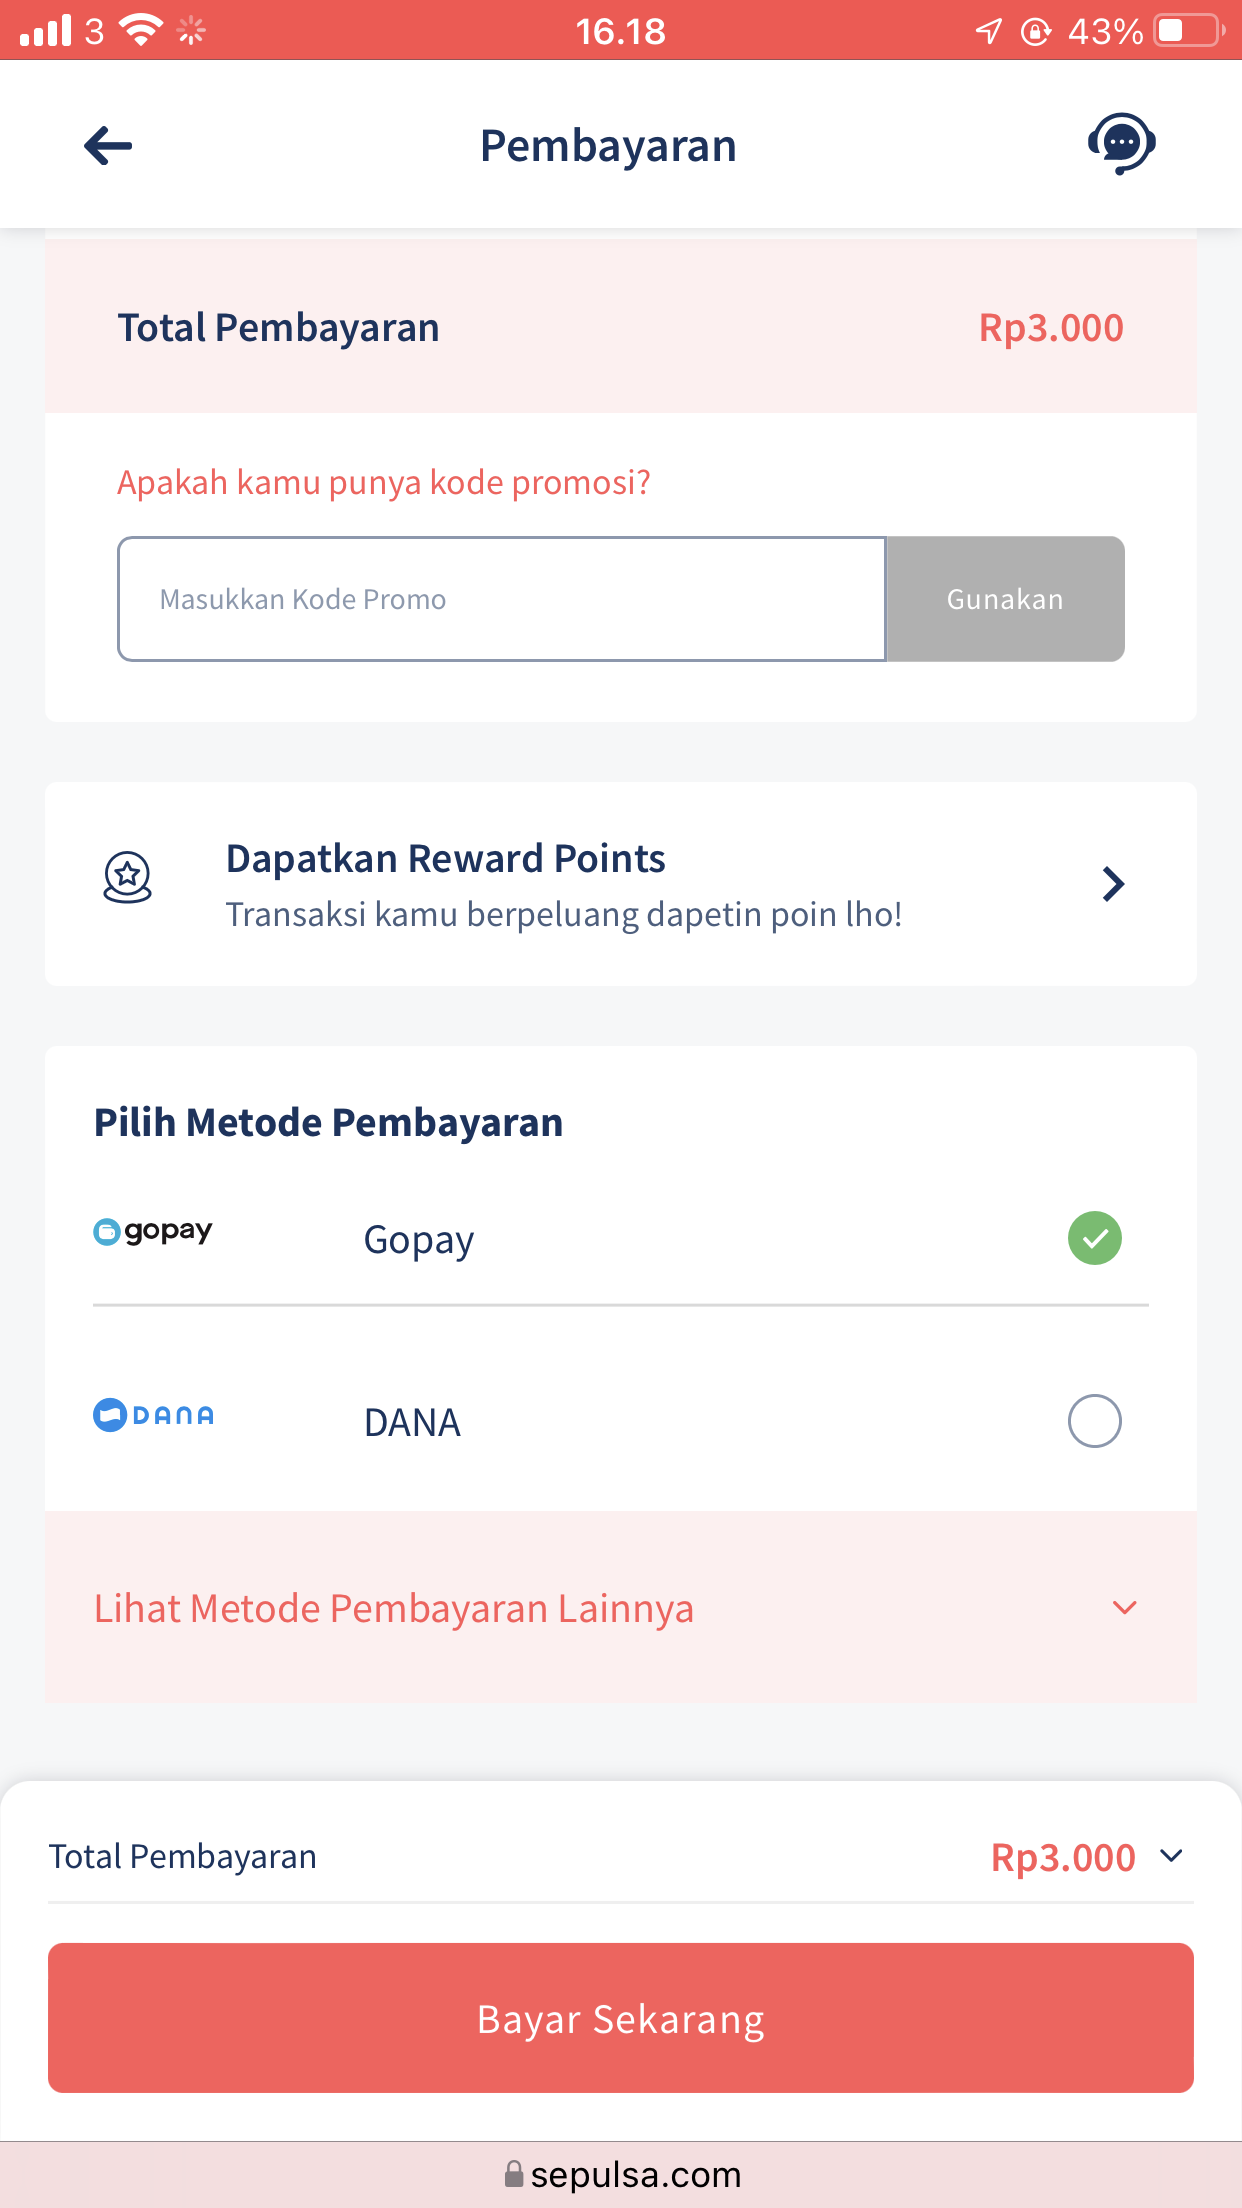 3
16.18
43%
Pembayaran
Total Pembayaran
Rp3.000
Apakah kamu punya kode promosi?
Masukkan Kode Promo
Gunakan
Dapatkan Reward Points
Transaksi kamu berpeluang dapetin poin lho!
Pilih Metode Pembayaran
gopay
Gopay
DANA
DANA
Lihat Metode Pembayaran Lainnya
Total Pembayaran
Rp3.000
Bayar Sekarang
sepulsa.com